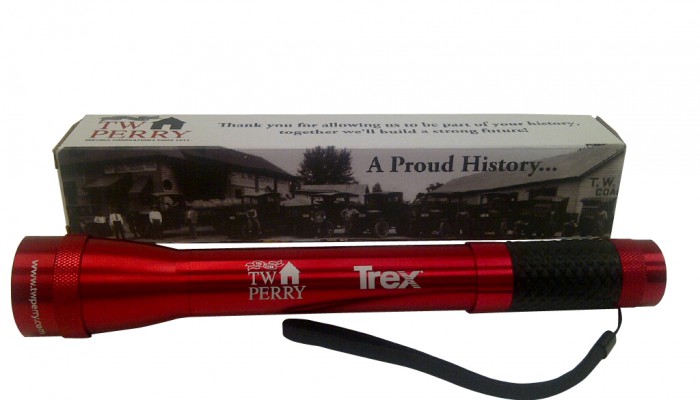 TW
PERRY
Thank you for allowing us to be part of your history,
together we'll build a strong future!
A Proud History...
T. W.
COA
www.twperry.com
TW
PERRY
Trex